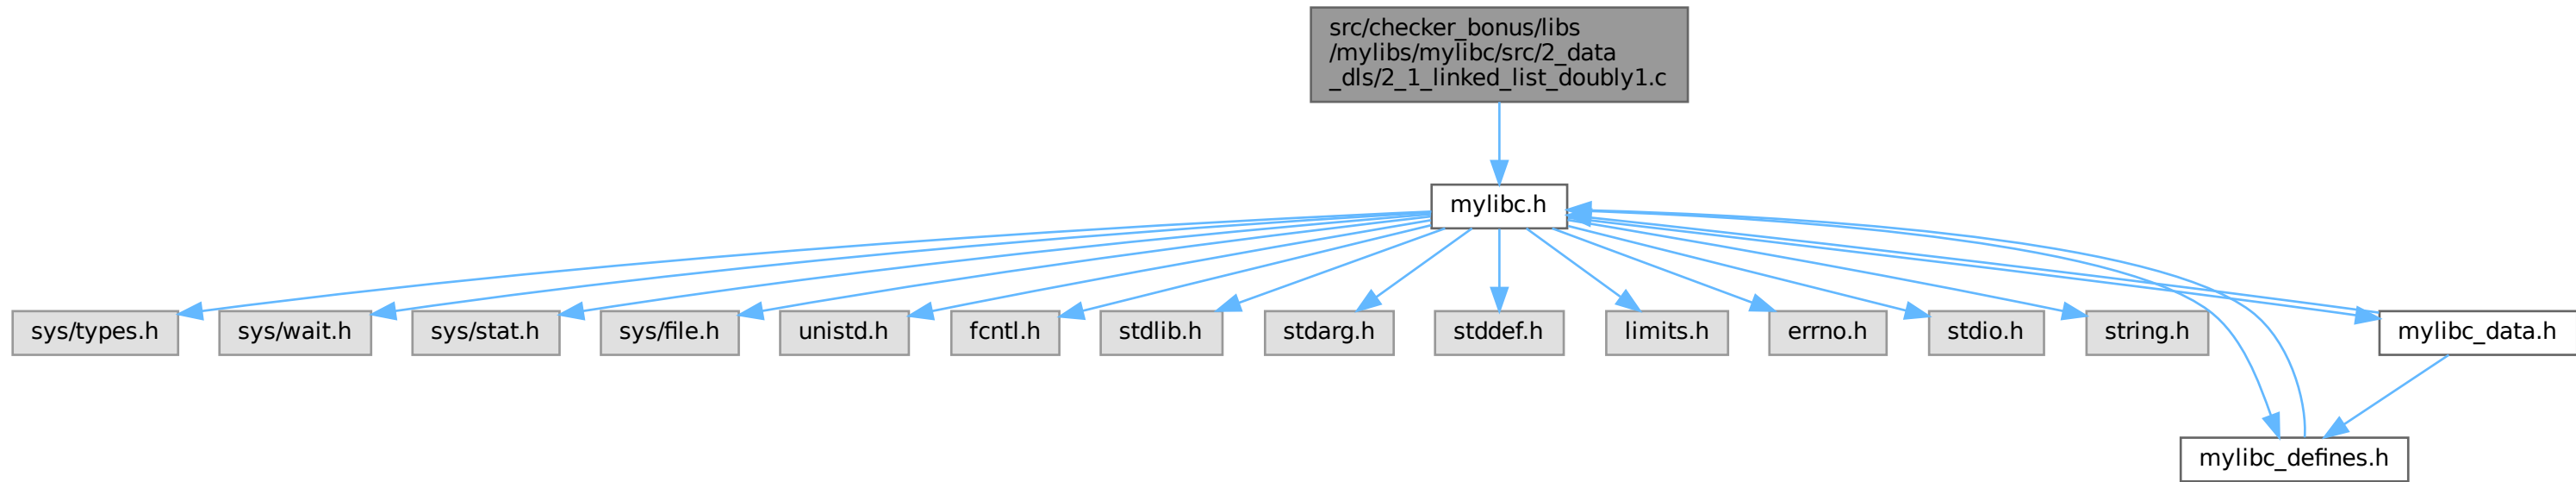 src/checker_bonus/libs
/mylibs/mylibc/src/2_data
_dls/2_1_linked_list_doubly1.c
mylibc.h
sys/types.h
sys/wait.h
sys/stat.h
sys/file.h
unistd.h
fcntl.h
stdlib.h
stdarg.h
stddef.h
limits.h
errno.h
stdio.h
string.h
mylibc_data.h
mylibc_defines.h